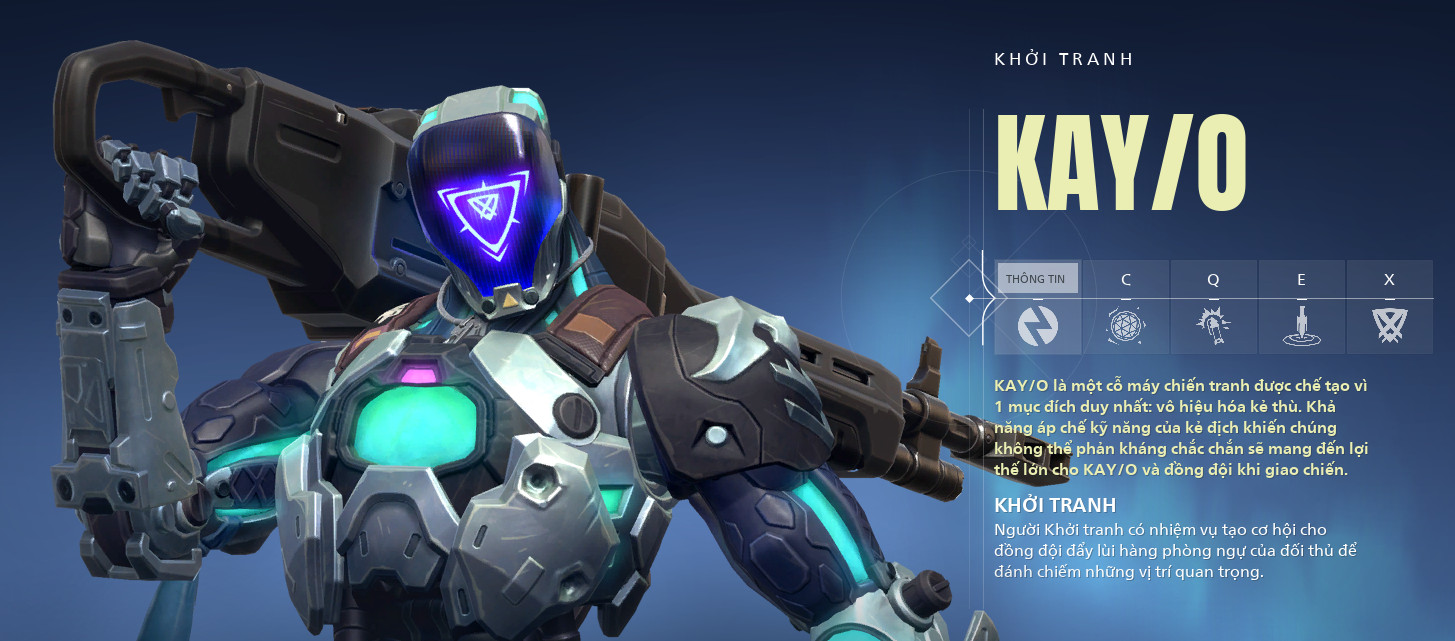 KHỞI TRANH
KAY/O
THÔNG TIN C Q E X
KAY/O là một cỗ máy chiến tranh được chế tạo vì
1 mục đích duy nhất: vô hiệu hóa kẻ thù. Khả
năng áp chế kỹ năng của kẻ địch khiến chúng
không thể phản kháng chắc chắn sẽ mang đến lợi
thế lớn cho KAY/O và đồng đội khi giao chiến.
KHỞI TRANH
Người Khởi tranh có nhiệm vụ tạo cơ hội cho
đồng đội đẩy lùi hàng phòng ngự của đối thủ để
đánh chiếm những vị trí quan trọng.